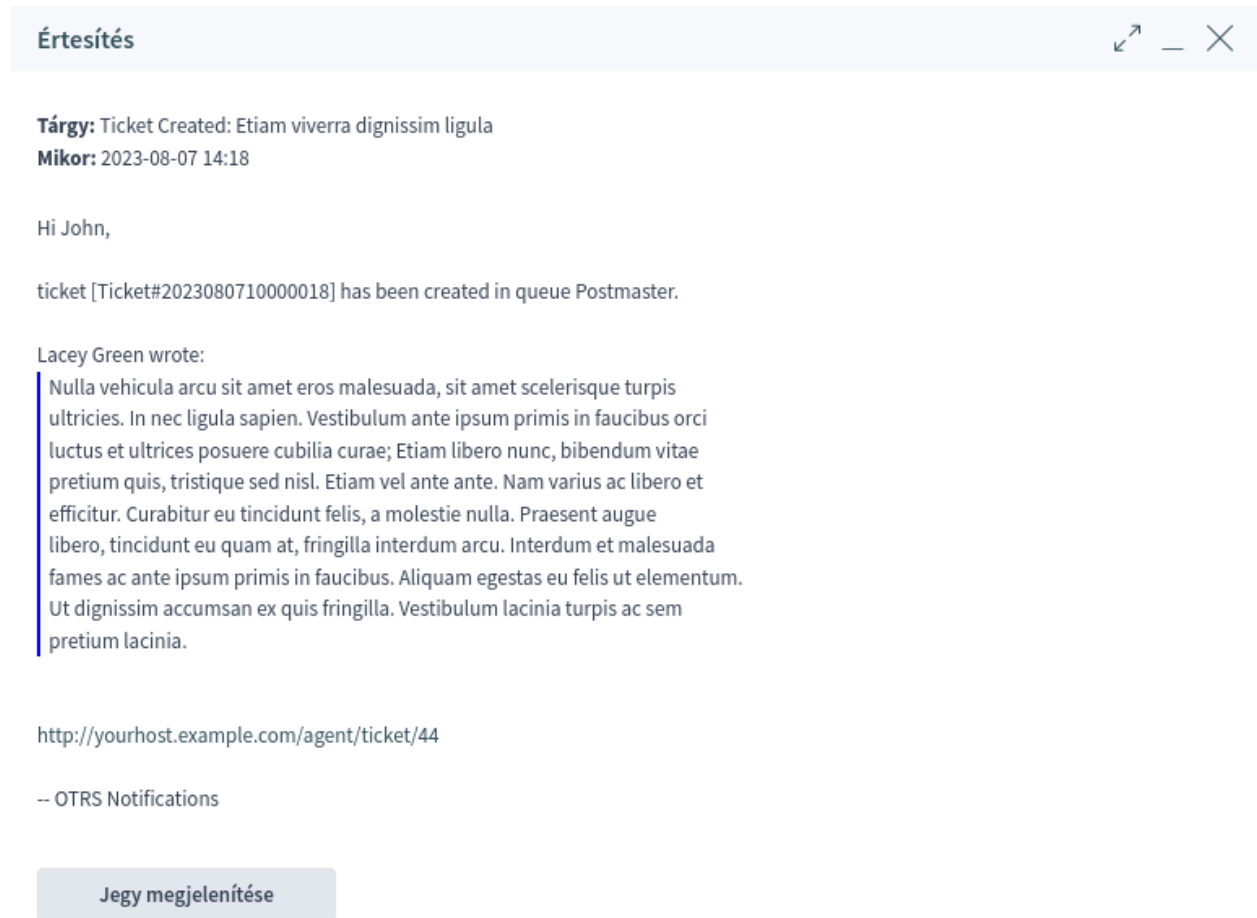 Értesítés
Tárgy: Ticket Created: Etiam viverra dignissim ligula
Mikor: 2023-08-07 14:18
Hi John,
ticket [Ticket#2023080710000018] has been created in queue Postmaster.
Lacey Green wrote:
Nulla vehicula arcu sit amet eros malesuada, sit amet scelerisque turpis
ultricies. In nec ligula sapien. Vestibulum ante ipsum primis in faucibus orci
luctus et ultrices posuere cubilia curae; Etiam libero nunc, bibendum vitae
pretium quis, tristique sed nisl. Etiam vel ante ante. Nam varius ac libero et
efficitur. Curabitur eu tincidunt felis, a molestie nulla. Praesent augue
libero, tincidunt eu quam at, fringilla interdum arcu. Interdum et malesuada
fames ac ante ipsum primis in faucibus. Aliquam egestas eu felis ut elementum.
Ut dignissim accumsan ex quis fringilla. Vestibulum lacinia turpis ac sem
pretium lacinia.
http://yourhost.example.com/agent/ticket/44
-- OTRS Notifications
Jegy megjelenítése